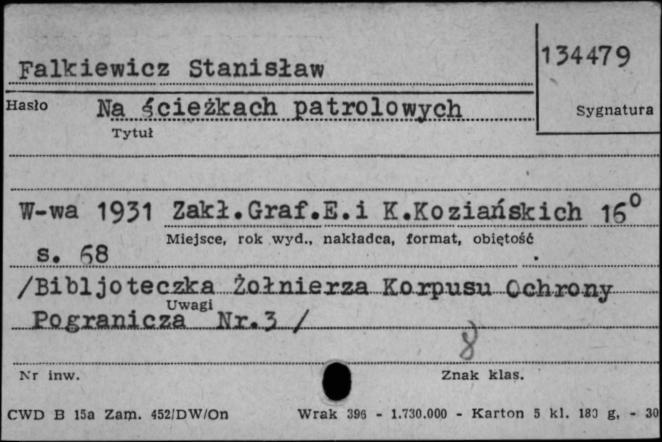 Falkiewicz Stanisław
134479
Hasło
Na ścieżkach patrolowych
Sygnatura
Tytuł
W-wa 1931 Zakł.Graf.E.i K.Koziańskich 16°
Miejsce, rok wyd., nakładca, format, obiętość
s. 68
/Bibljoteczka Żołnierza Korpusu Ochrony
Uwagi
Pogranicza Nr.3 /
8
Nr inw.
Znak klas.
CWD B 15a Zam. 452/DW/On Wrak 396 - 1.730.000 - Karton 5 kl. 180 g, - 30